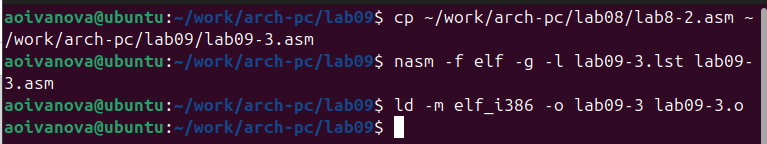 aoivanova@ubuntu:~/work/arch-pc/lab09$ cp ~/work/arch-pc/lab08/lab8-2.asm ~
/work/arch-pc/lab09/lab09-3.asm
aoivanova@ubuntu:~/work/arch-pc/lab09$ nasm -f elf -g -l lab09-3.lst lab09-
3.asm
aoivanova@ubuntu:~/work/arch-pc/lab09$ ld -m elf_i386 -o lab09-3 lab09-3.o
aoivanova@ubuntu:~/work/arch-pc/lab09$